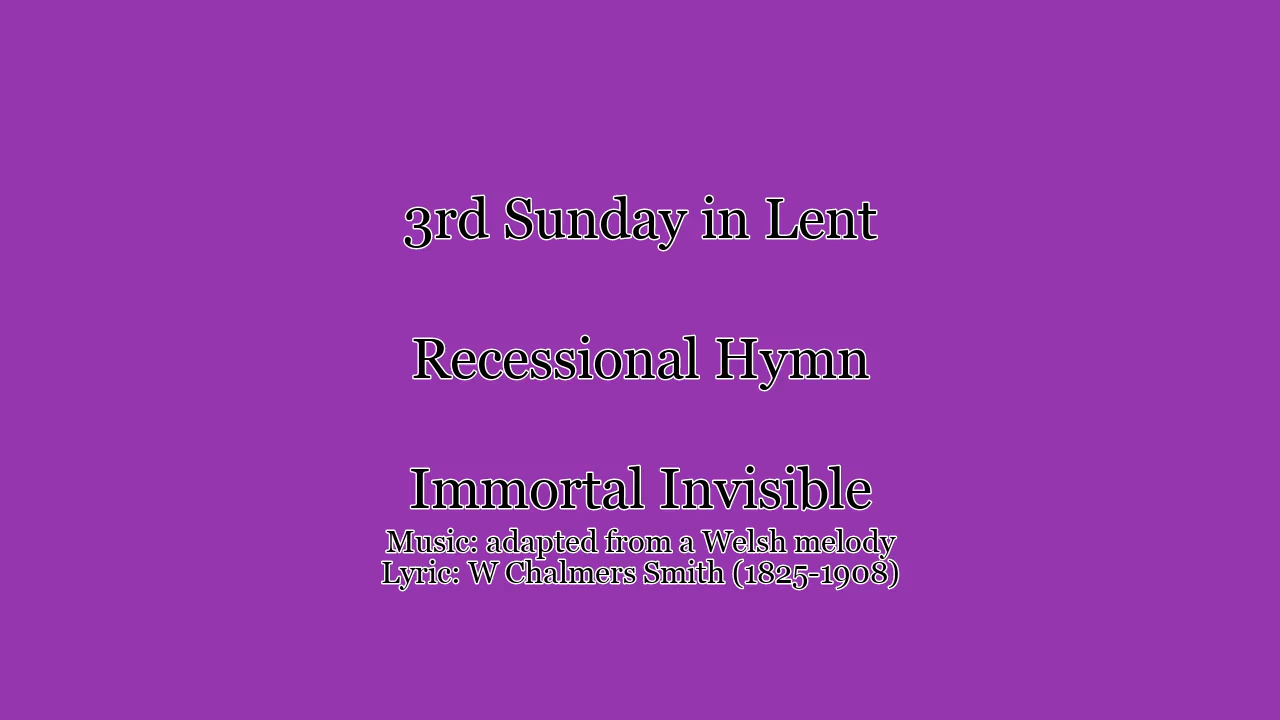 3rd Sunday in Lent
Recessional Hymn
Immortal Invisible
Music: adapted from a Welsh melody
Lyric: W Chalmers Smith (1825-1908)